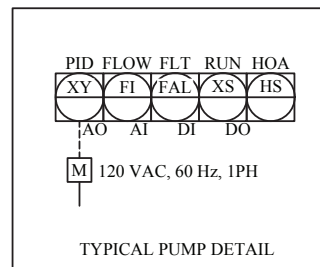 PID FLOW FLT RUN HOA
XY FI FAL XS HS
AO AI DI DO
M 120 VAC, 60 Hz, 1PH
TYPICAL PUMP DETAIL